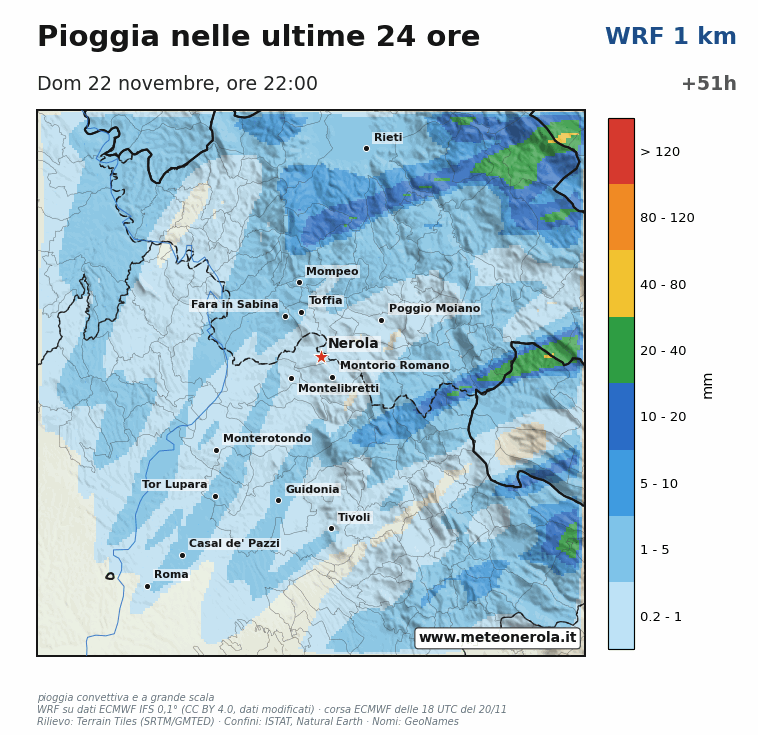 Pioggia nelle ultime 24 ore
WRF 1 km
Dom 22 novembre, ore 22:00
+51h
Rieti
Mompeo
Fara in Sabina
Toffia
Poggio Moiano
Nerola
Montorio Romano
Montelibretti
Monterotondo
Tor Lupara
Guidonia
Tivoli
Casal de' Pazzi
Roma
www.meteonerola.it
> 120
80 - 120
40 - 80
20 - 40
10 - 20
5 - 10
1 - 5
0.2 - 1
mm
pioggia convettiva e a grande scala
WRF su dati ECMWF IFS 0,1° (CC BY 4.0, dati modificati) · corsa ECMWF delle 18 UTC del 20/11
Rilievo: Terrain Tiles (SRTM/GMTED) · Confini: ISTAT, Natural Earth · Nomi: GeoNames